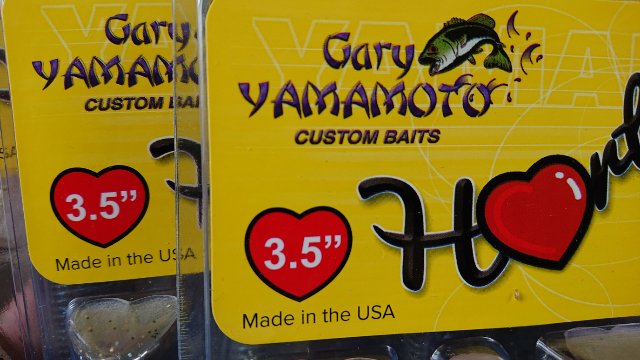 Gary
YAMAMOTO
CUSTOM BAITS
3.5”
Made in the USA
Gary
YAMAMOTO
CUSTOM BAITS
3.5”
Made in the USA